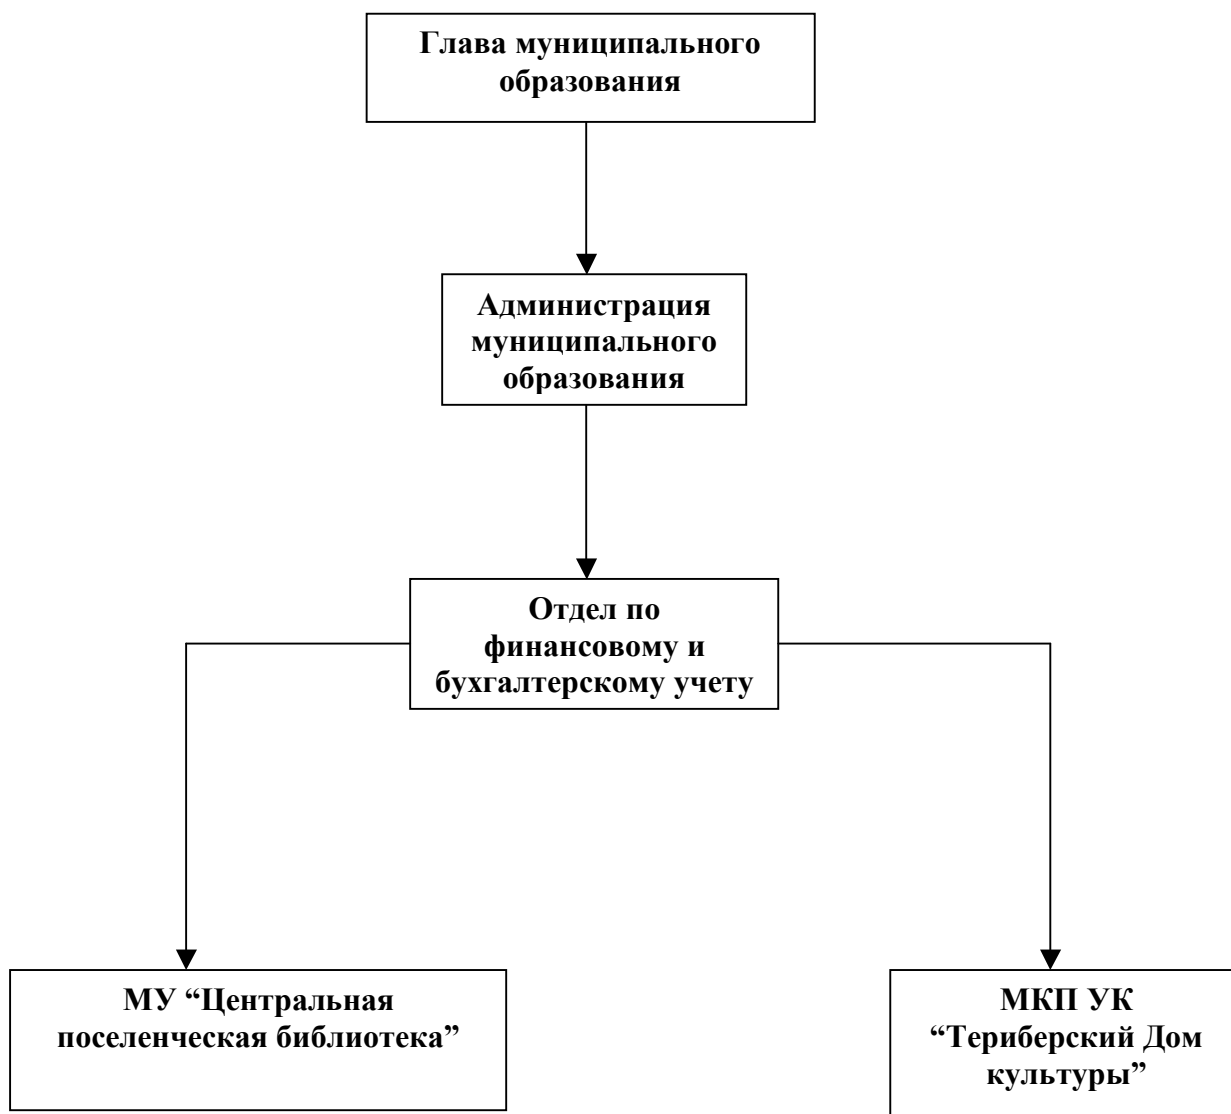 Глава муниципального
образования
Администрация
муниципального
образования
Отдел по
финансовому и
бухгалтерскому учету
МУ “Центральная
поселенческая библиотека”
МКП УК
“Териберский Дом
культуры”